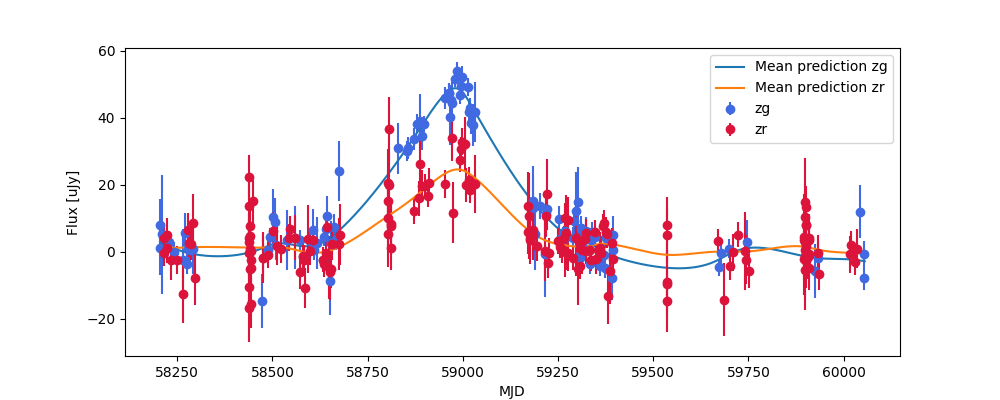 60
40
20
0
−20
Flux [uJy]
58250 58500 58750 59000 59250 59500 59750 60000
MJD
Mean prediction zg
Mean prediction zr
zg
zr